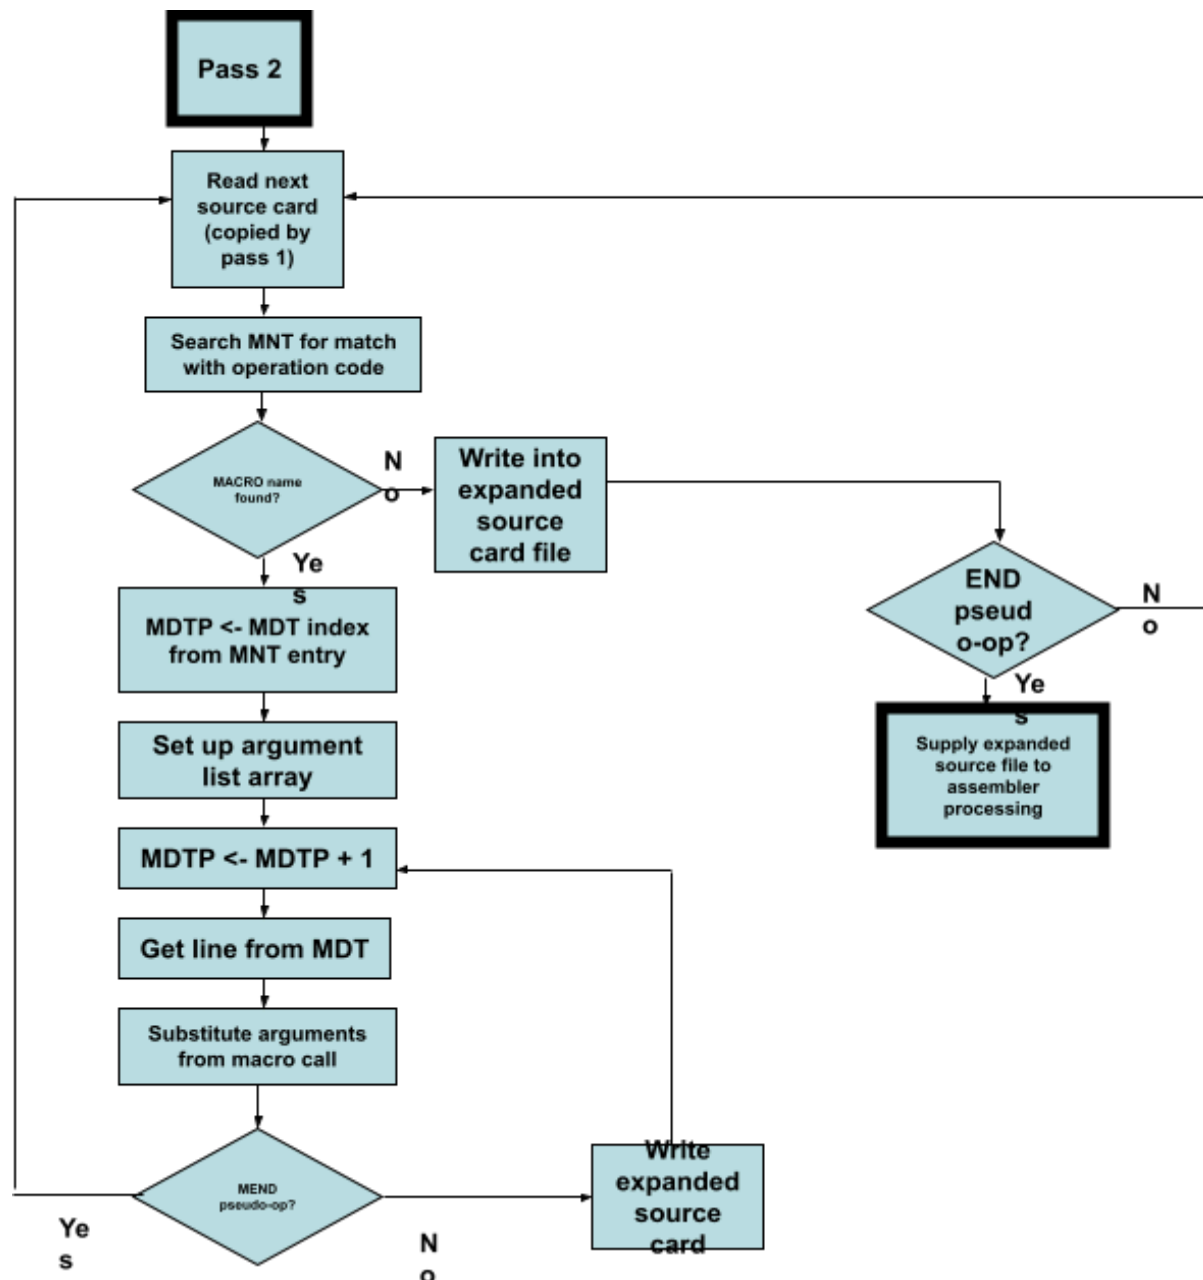 Pass 2
Read next
source card
(copied by
pass 1)
Search MNT for match
with operation code
MACRO name
found?
N
o
Write into
expanded
source
card file
Ye
s
END
pseud
o-op?
N
o
Ye
s
MDTP <- MDT index
from MNT entry
Supply expanded
source file to
assembler
processing
Set up argument
list array
MDTP <- MDTP + 1
Get line from MDT
Substitute arguments
from macro call
MEND
pseudo-op?
Write
expanded
source
card
Ye
s
N
o